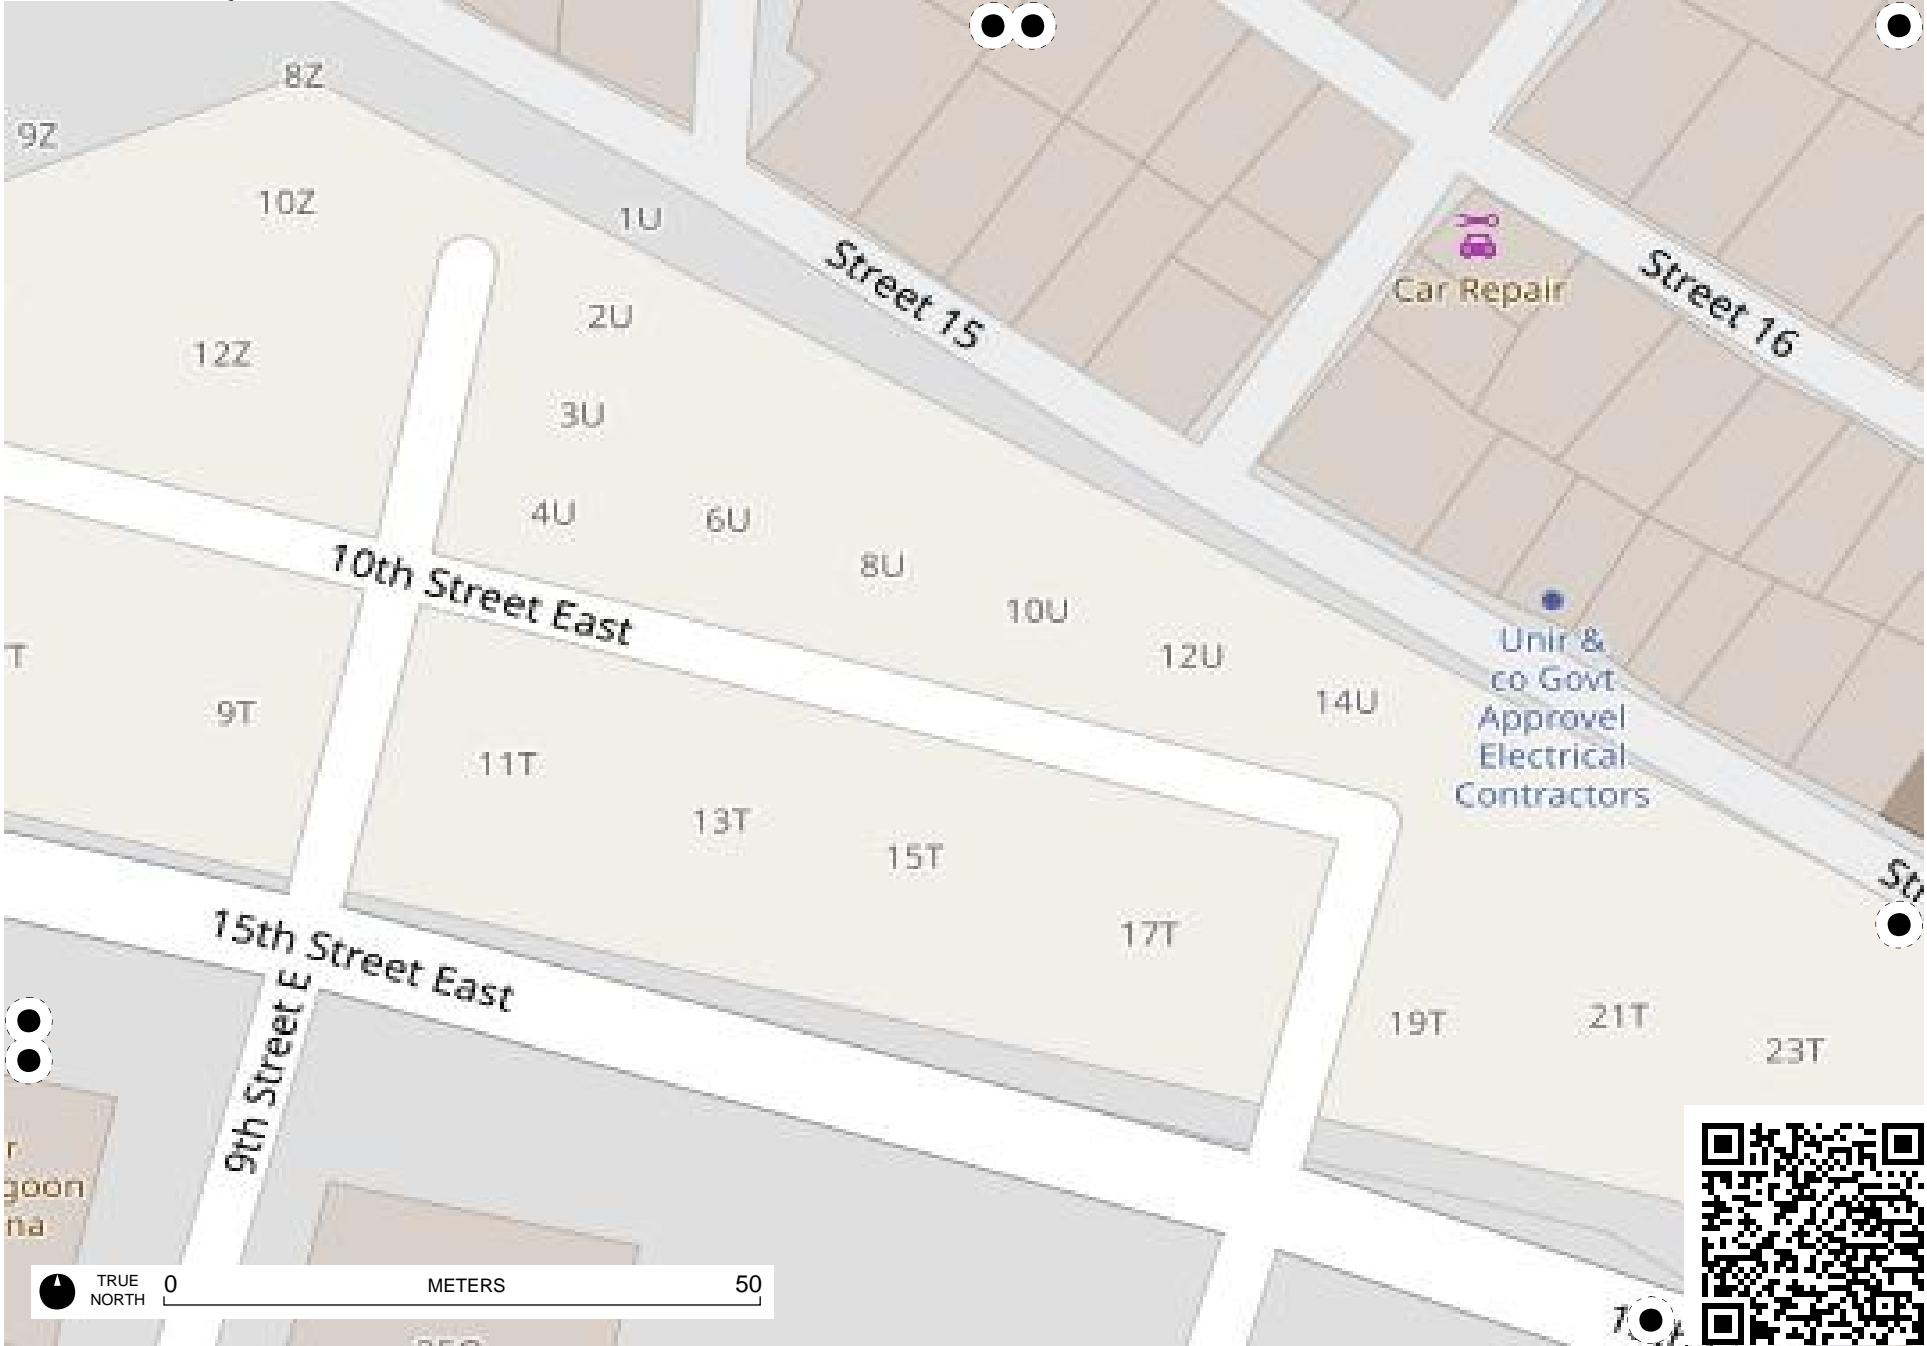 8Z
9Z
10Z
1U
Street 15
Car Repair
Street 16
2U
12Z
3U
4U
6U
8U
10U
12U
14U
10th Street East
Unir &
co Govt
Approvel
Electrical
Contractors
9T
11T
13T
15T
17T
19T
21T
23T
15th Street East
9th Street E
goon
na
TRUE
NORTH
0
METERS
50